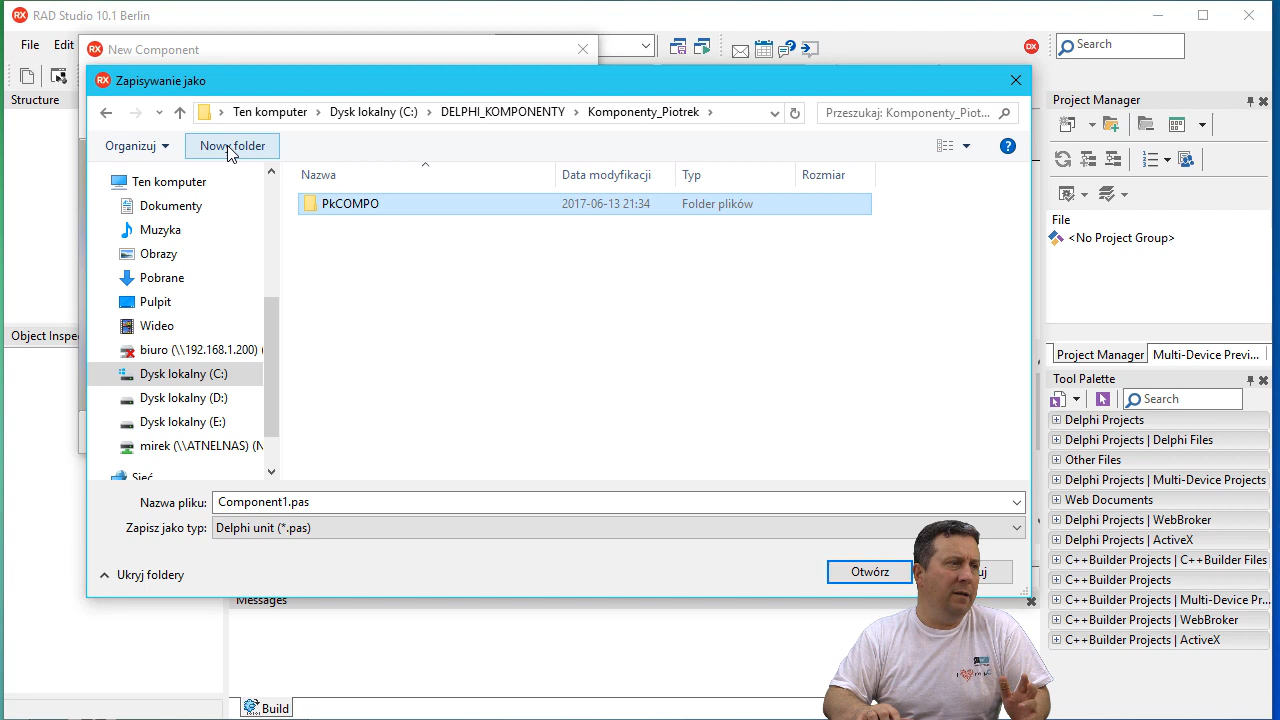 RAD Studio 10.1 Berlin
File Edit
New Component
Search
Structure
Zapisywanie jako
Ten komputer Dysk lokalny (C:) DELPHI_KOMPONENTY Komponenty_Piotrek
Przeszukaj: Komponenty_Piot...
Organizuj
Nowy folder
Ten komputer
Dokumenty
Muzyka
Obrazy
Pobrane
Pulpit
Wideo
biuro (\\192.168.1.200) (
Dysk lokalny (C:)
Dysk lokalny (D:)
Dysk lokalny (E:)
mirek (\\ATNELNAS) (N
Sieć
Nazwa Data modyfikacji Typ Rozmiar
PkCOMPO 2017-06-13 21:34 Folder plików
Nazwa pliku: Component1.pas
Zapisz jako typ: Delphi unit (*.pas)
Ukryj foldery
Otwórz
uj
Object Inspe
Messages
Build
Project Manager
File
<No Project Group>
Project Manager Multi-Device Previ...
Tool Palette
Search
Delphi Projects
Delphi Projects | Delphi Files
Other Files
Delphi Projects | Multi-Device Projects
Web Documents
Delphi Projects | WebBroker
Delphi Projects | ActiveX
C++Builder Projects | C++Builder Files
C++Builder Projects
C++Builder Projects | Multi-Device Pr...
C++Builder Projects | WebBroker
C++Builder Projects | ActiveX